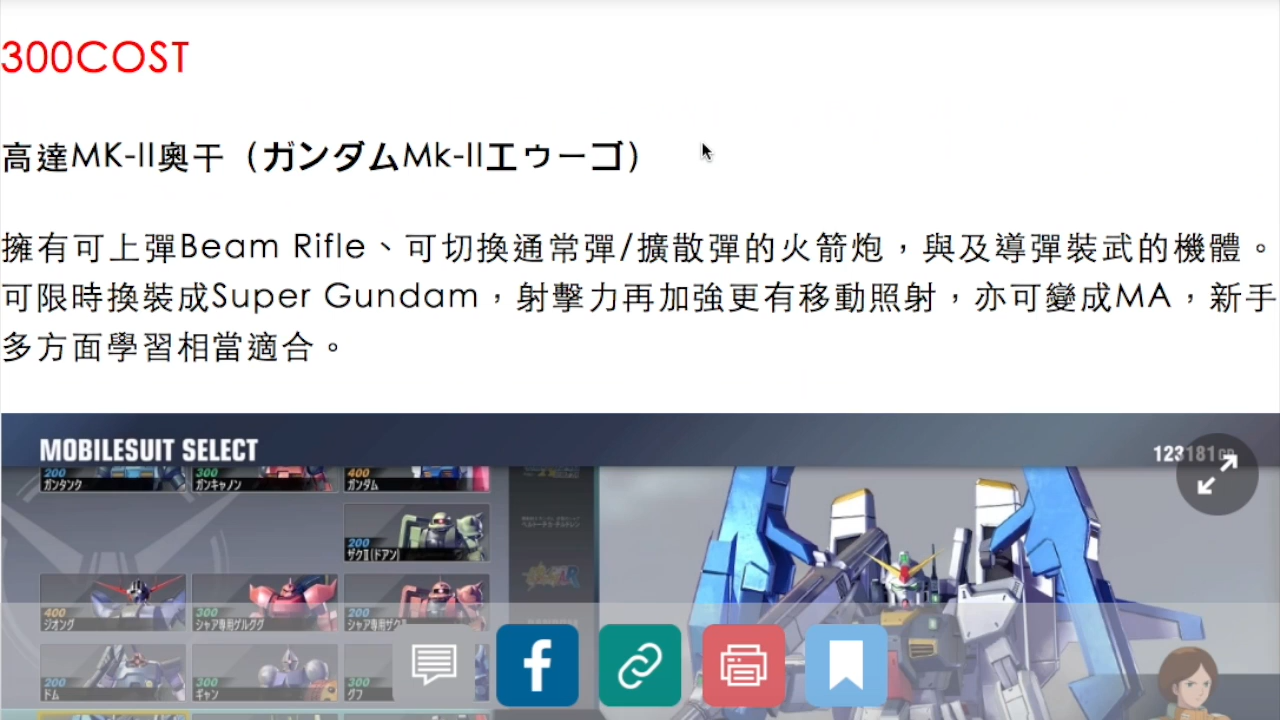 300COST
高達MK-II奧干（ガンダムMk-IIエゥーゴ）
擁有可上彈Beam Rifle、可切換通常彈/擴散彈的火箭炮，與及導彈裝武的機體。
可限時換裝成Super Gundam，射擊力再加強更有移動照射，亦可變成MA，新手
多方面學習相當適合。
MOBILESUIT SELECT
123181GP
200
ガンタンク
300
ガンキャノン
400
ガンダム
200
ザクII(ドアン)
400
ジオング
300
シャア専用ゲルググ
200
シャア専用ザク
200
ドム
300
ギャン
300
グフ